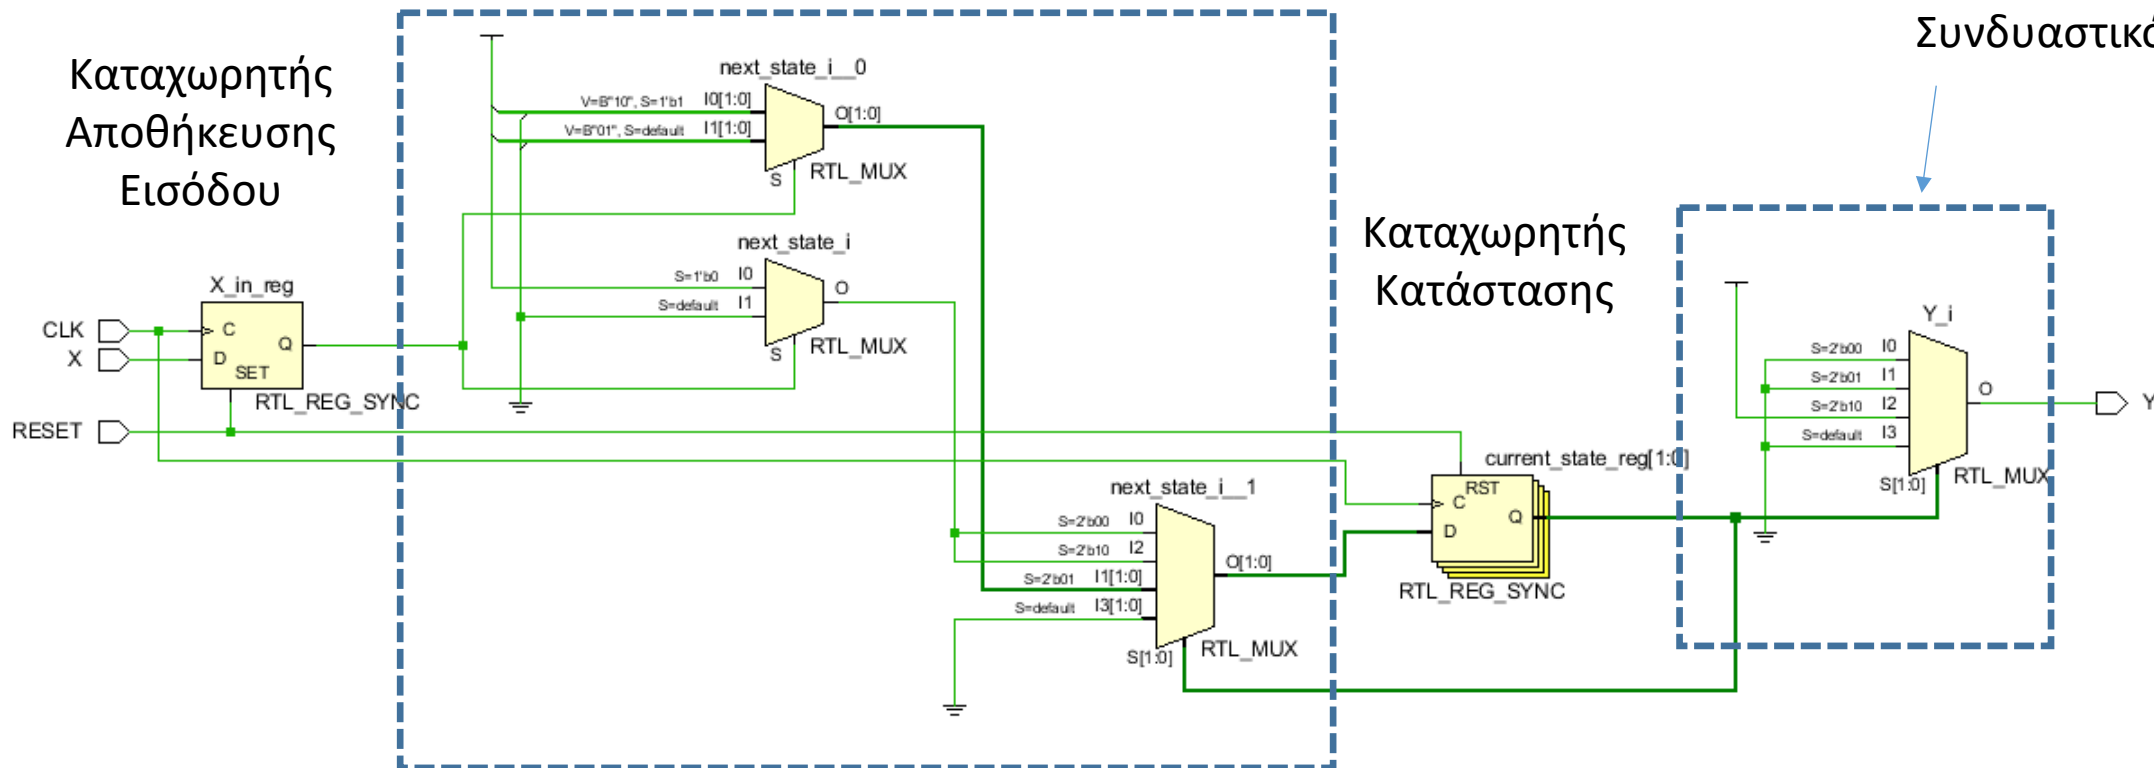 Συνδυαστικό
Καταχωρητής
Αποθήκευσης
Εισόδου
next_state_i__0
V=B"10", S=1'b1 I0[1:0]
V=B"01", S=default I1[1:0]
O[1:0]
S
RTL_MUX
next_state_i
S=1'b0 I0
S=default I1
O
S
RTL_MUX
Καταχωρητής
Κατάστασης
X_in_reg
CLK
X
C
D
Q
SET
RTL_REG_SYNC
RESET
next_state_i__1
S=2'b00 I0
S=2'b10 I2
S=2'b01 I1[1:0]
S=default I3[1:0]
O[1:0]
S[1:0]
RTL_MUX
current_state_reg[1:0]
RST
C
D
Q
RTL_REG_SYNC
Y_i
S=2'b00 I0
S=2'b01 I1
S=2'b10 I2
S=default I3
O
S[1:0]
RTL_MUX
Y